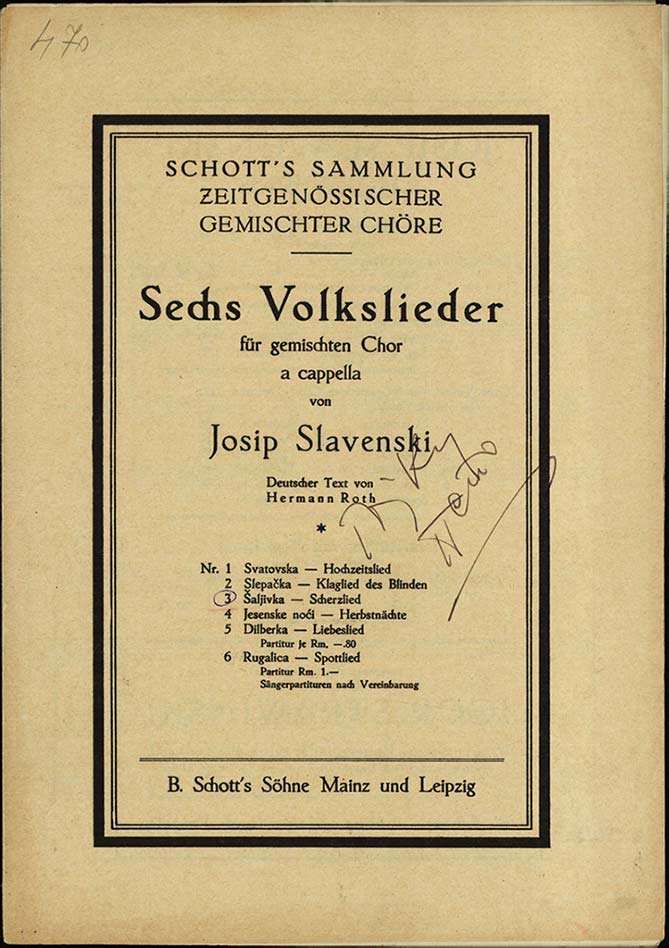 470
SCHOTT'S SAMMLUNG
ZEITGENÖSSISCHER
GEMISCHTER CHÖRE
Sechs Volkslieder
für gemischten Chor
a cappella
von
Josip Slavenski
Deutscher Text von
Hermann Roth
*
Nr. 1 Svatovska — Hochzeitslied
2 Slepačka — Klaglied des Blinden
3 Šaljivka — Scherzlied
4 Jesenske noći — Herbstnächte
5 Dilberka — Liebeslied
Partitur je Rm. —.80
6 Rugalica — Spottlied
Partitur Rm. 1.—
Sängerpartituren nach Vereinbarung
B. Schott's Söhne Mainz und Leipzig